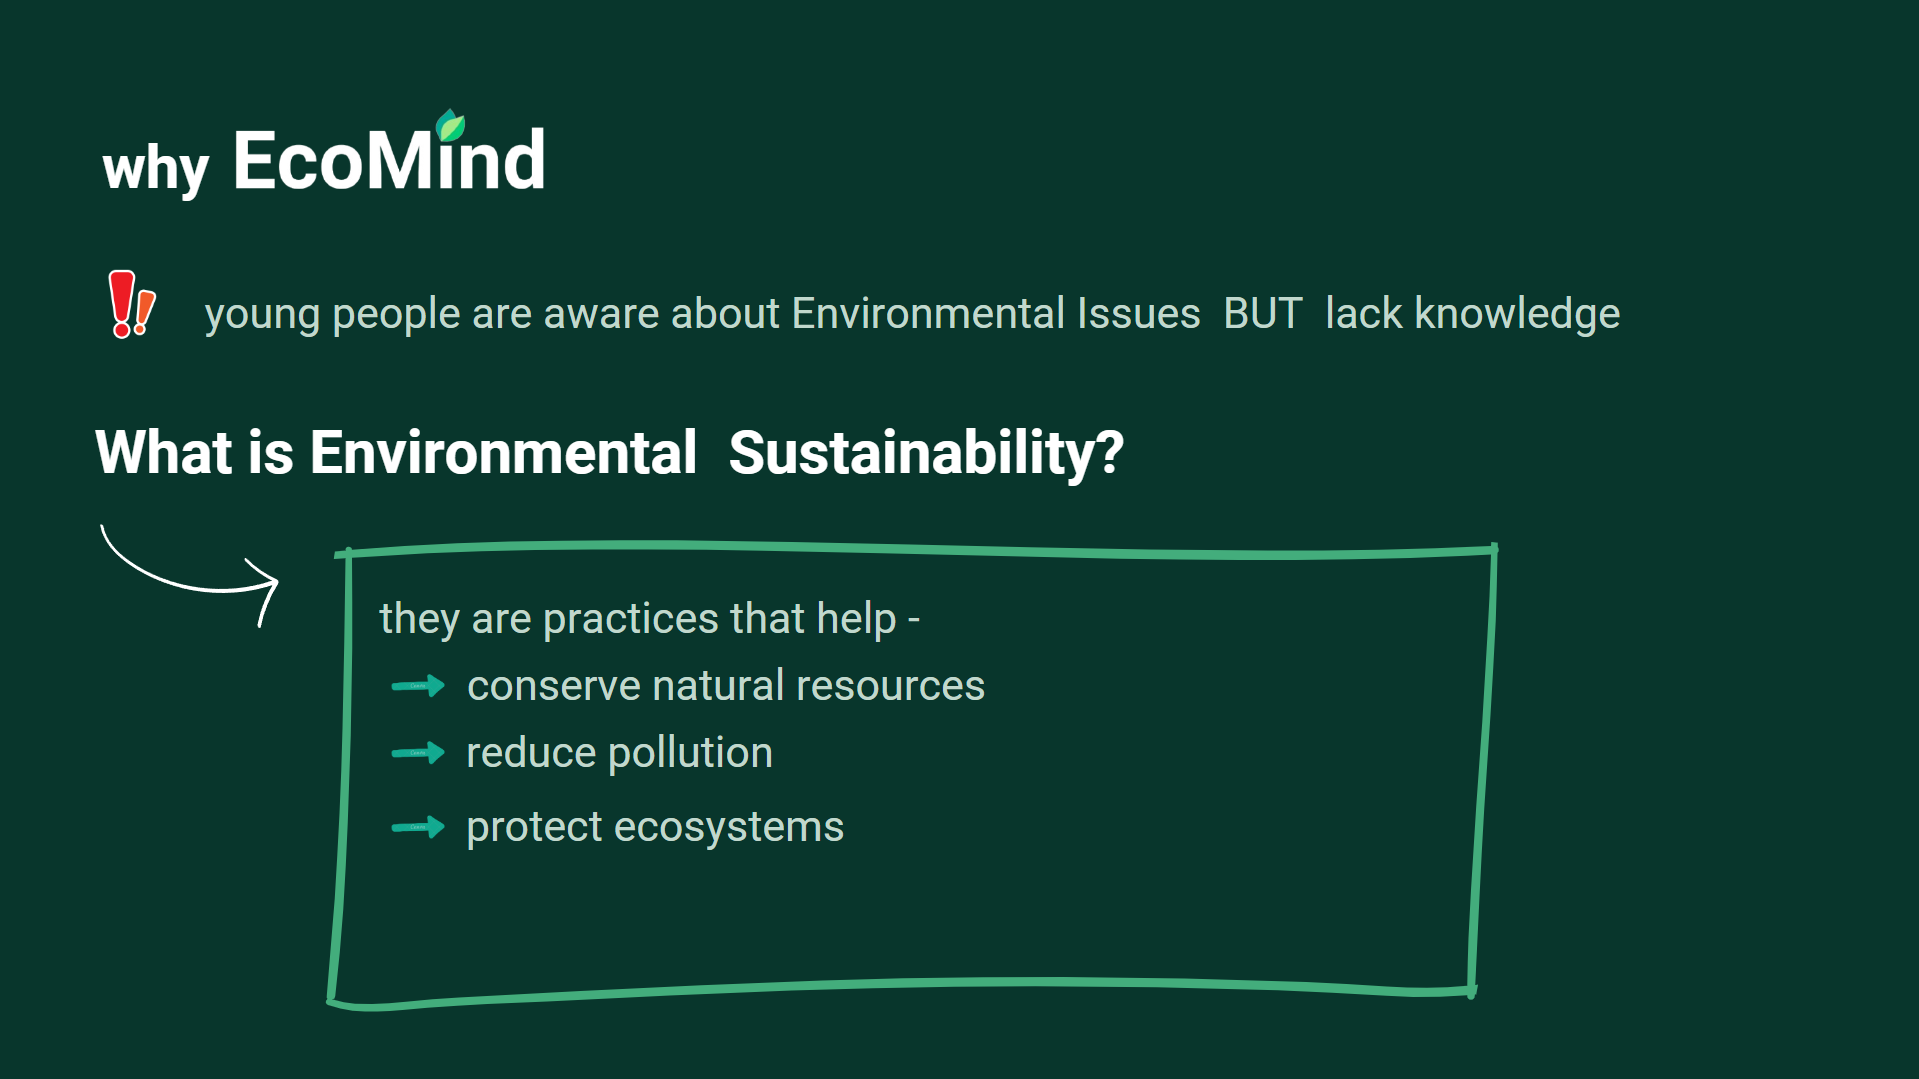 why EcoMind
young people are aware about Environmental Issues BUT lack knowledge
What is Environmental Sustainability?
they are practices that help -
conserve natural resources
reduce pollution
protect ecosystems